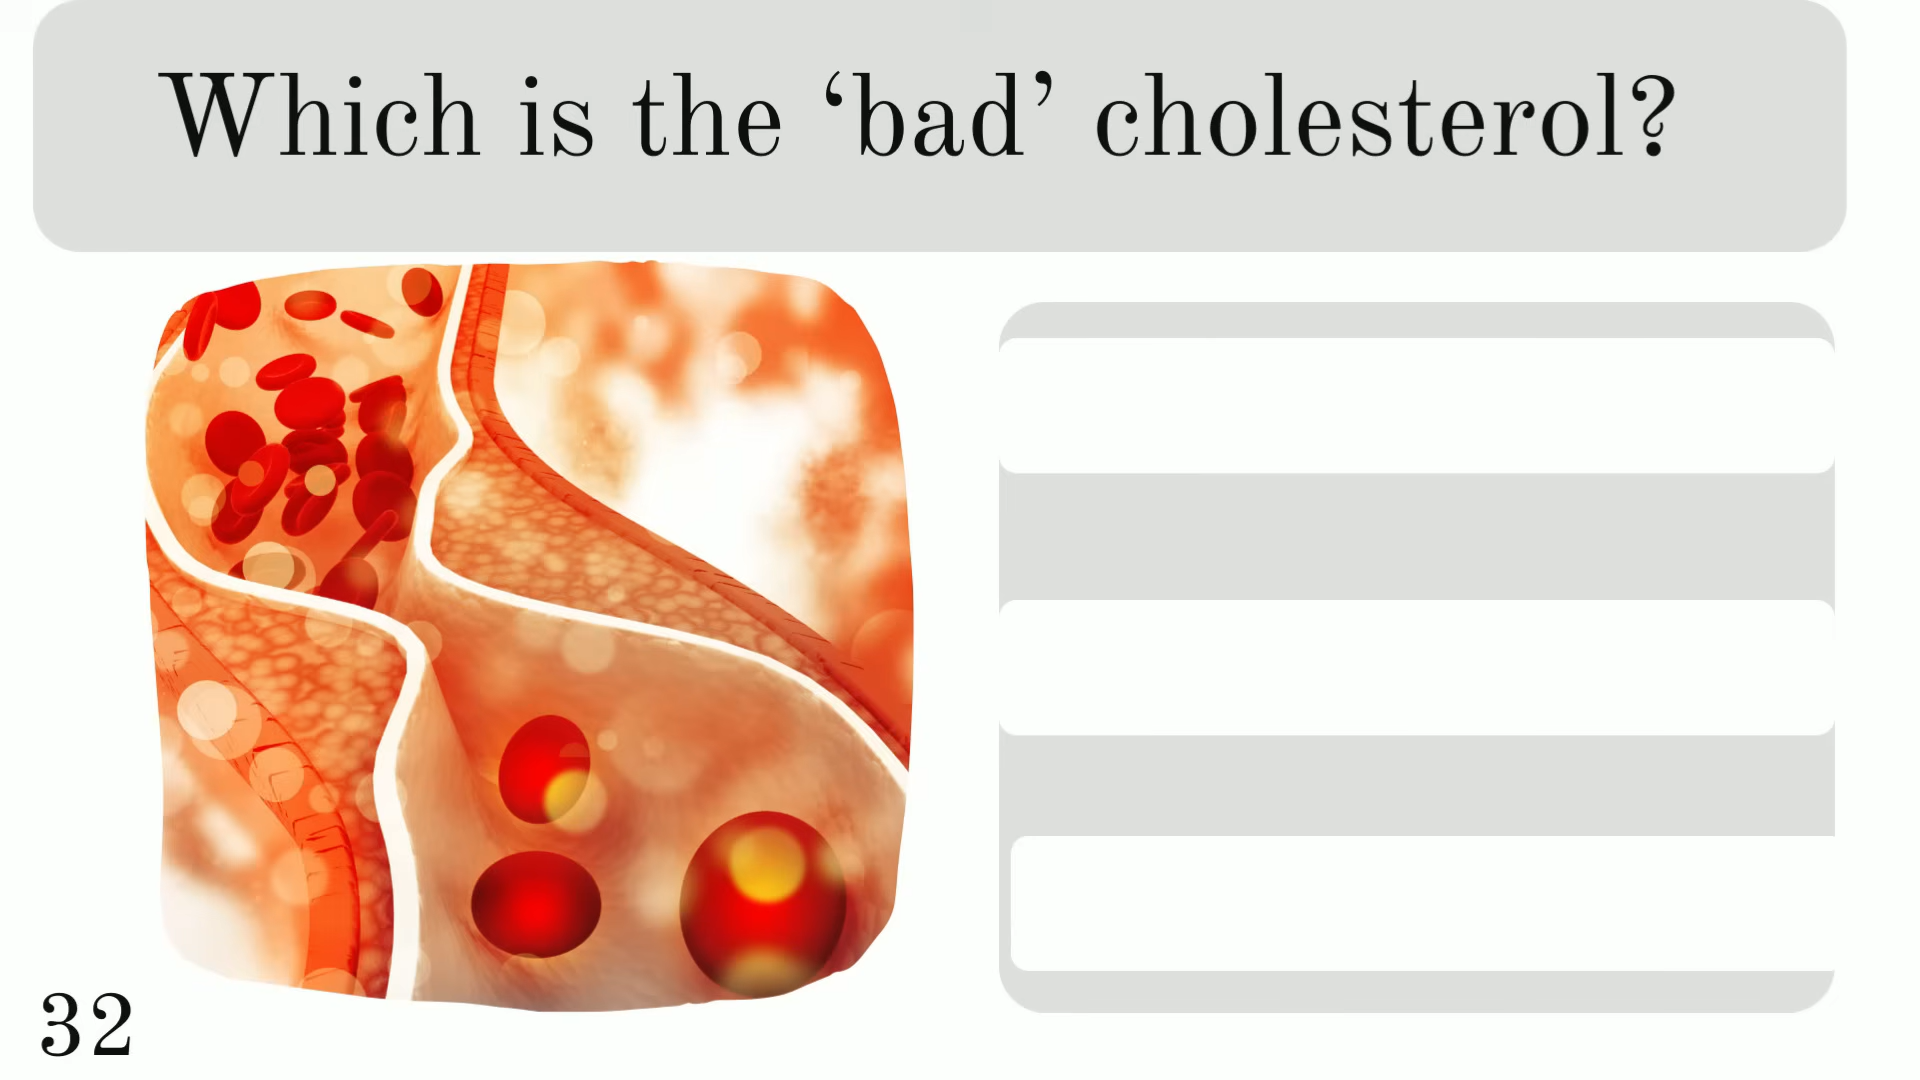 Which is the ‘bad’ cholesterol?
32